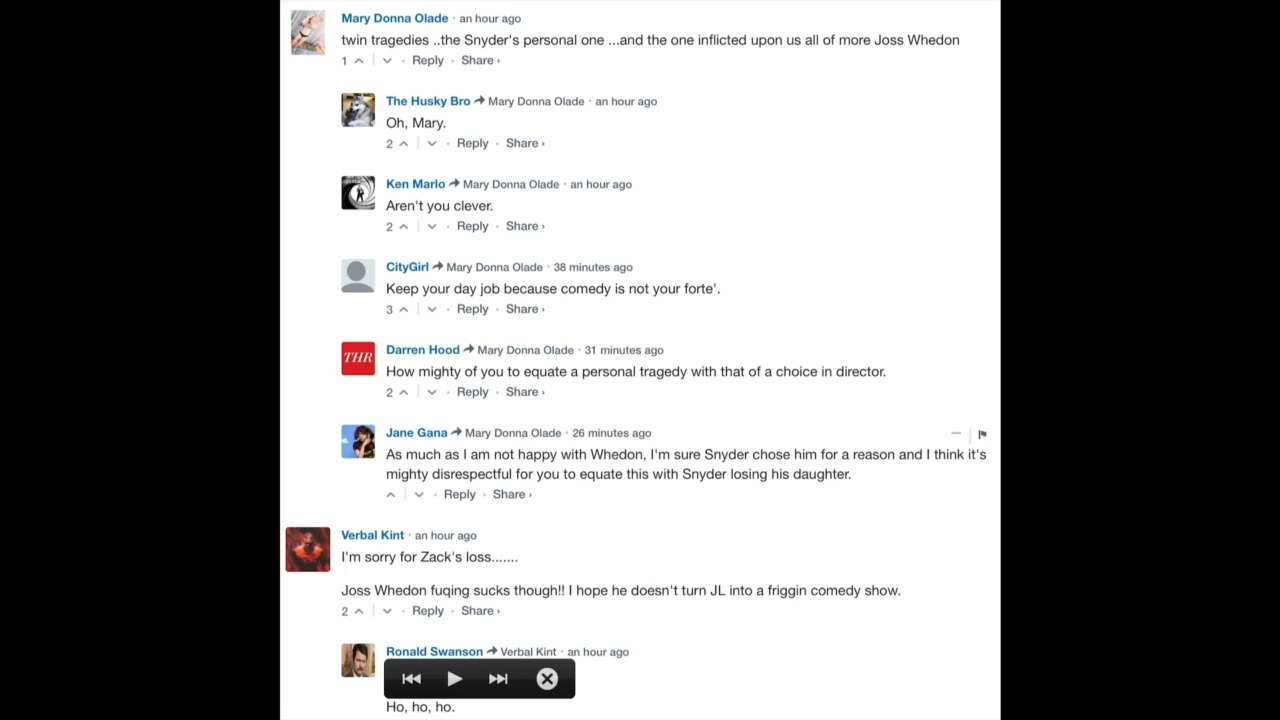 Mary Donna Olade · an hour ago
twin tragedies ..the Snyder's personal one ...and the one inflicted upon us all of more Joss Whedon
1 · Reply · Share ›
The Husky Bro Mary Donna Olade · an hour ago
Oh, Mary.
2 · Reply · Share ›
Ken Marlo Mary Donna Olade · an hour ago
Aren't you clever.
2 · Reply · Share ›
CityGirl Mary Donna Olade · 38 minutes ago
Keep your day job because comedy is not your forte'.
3 · Reply · Share ›
THR
Darren Hood Mary Donna Olade · 31 minutes ago
How mighty of you to equate a personal tragedy with that of a choice in director.
2 · Reply · Share ›
Jane Gana Mary Donna Olade · 26 minutes ago
As much as I am not happy with Whedon, I'm sure Snyder chose him for a reason and I think it's
mighty disrespectful for you to equate this with Snyder losing his daughter.
· Reply · Share ›
Verbal Kint · an hour ago
I'm sorry for Zack's loss.......
Joss Whedon fuqing sucks though!! I hope he doesn't turn JL into a friggin comedy show.
2 · Reply · Share ›
Ronald Swanson Verbal Kint · an hour ago
Ho, ho, ho.